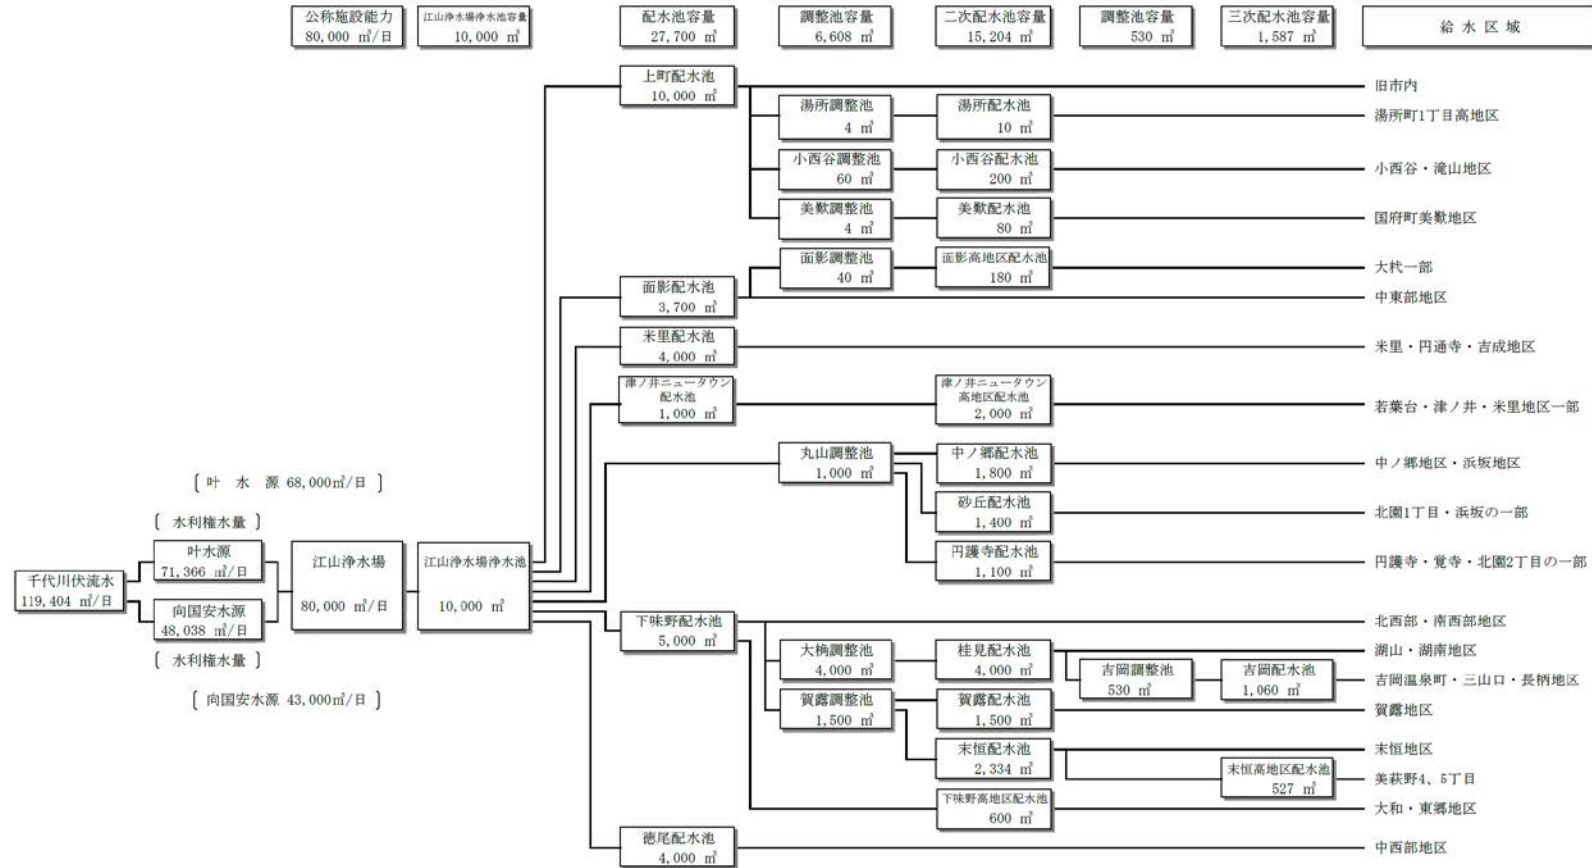 公称施設能力
80,000 ㎥/日
江山浄水場浄水池容量
10,000 ㎥
配水池容量
27,700 ㎥
調整池容量
6,608 ㎥
二次配水池容量
15,204 ㎥
調整池容量
530 ㎥
三次配水池容量
1,587 ㎥
給 水 区 域
上町配水池
10,000 ㎥
旧市内
湯所調整池
4 ㎥
湯所配水池
10 ㎥
湯所町1丁目高地区
小西谷調整池
60 ㎥
小西谷配水池
200 ㎥
小西谷・滝山地区
美歎調整池
4 ㎥
美歎配水池
80 ㎥
国府町美歎地区
面影調整池
40 ㎥
面影高地区配水池
180 ㎥
大杙一部
面影配水池
3,700 ㎥
中東部地区
米里配水池
4,000 ㎥
米里・円通寺・吉成地区
津ノ井ニュータウン
配水池
1,000 ㎥
津ノ井ニュータウン
高地区配水池
2,000 ㎥
若葉台・津ノ井・米里地区一部
丸山調整池
1,000 ㎥
中ノ郷配水池
1,800 ㎥
中ノ郷地区・浜坂地区
砂丘配水池
1,400 ㎥
北園1丁目・浜坂の一部
円護寺配水池
1,100 ㎥
円護寺・覚寺・北園2丁目の一部
[ 叶 水 源 68,000㎥/日 ]
[ 水利権水量 ]
叶水源
71,366 ㎥/日
千代川伏流水
119,404 ㎥/日
向国安水源
48,038 ㎥/日
[ 水利権水量 ]
[ 向国安水源 43,000㎥/日 ]
江山浄水場
80,000 ㎥/日
江山浄水場浄水池
10,000 ㎥
下味野配水池
5,000 ㎥
北西部・南西部地区
大桷調整池
4,000 ㎥
桂見配水池
4,000 ㎥
湖山・湖南地区
吉岡調整池
530 ㎥
吉岡配水池
1,060 ㎥
吉岡温泉町・三山口・長柄地区
賀露調整池
1,500 ㎥
賀露配水池
1,500 ㎥
賀露地区
末恒配水池
2,334 ㎥
末恒地区
末恒高地区配水池
527 ㎥
美萩野4、5丁目
下味野高地区配水池
600 ㎥
大和・東郷地区
徳尾配水池
4,000 ㎥
中西部地区